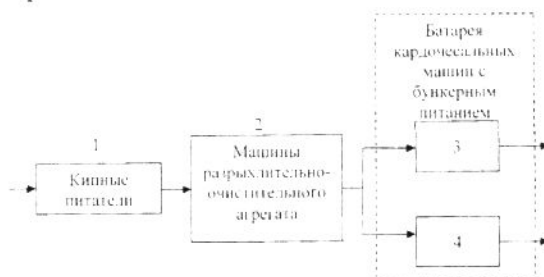 Батарея
кардочесальных
машин с
бункерным
питанием
1
2
3
Кипные
питатели
Машины
разрыхлительно-
очистительного
агрегата
4